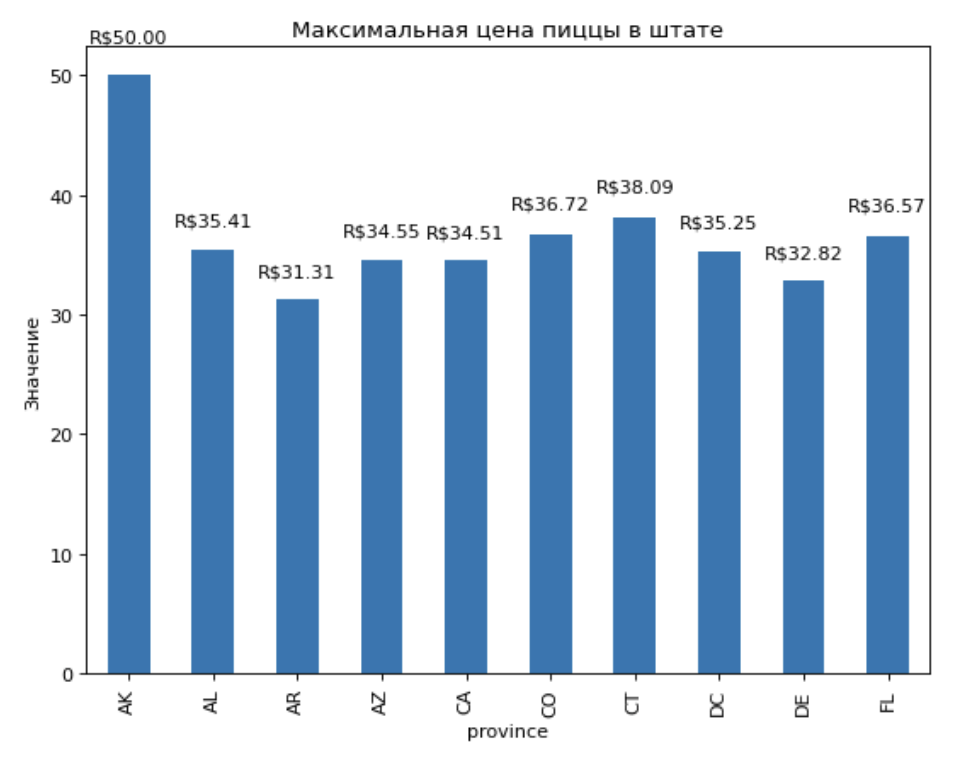 Максимальная цена пиццы в штате
R$50.00
R$35.41
R$31.31
R$34.55
R$34.51
R$36.72
R$38.09
R$35.25
R$32.82
R$36.57
Значение
50
40
30
20
10
0
AK
AL
AR
AZ
CA
CO
CT
DC
DE
FL
province